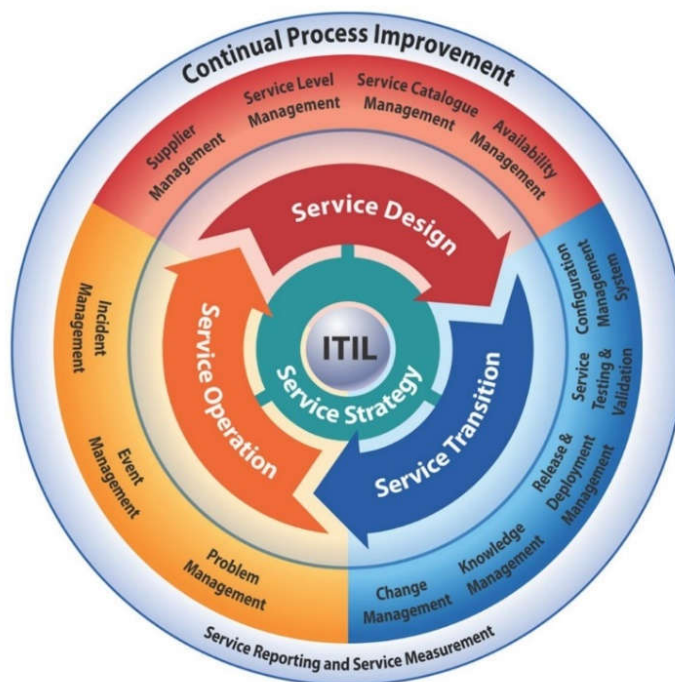 Continual Process Improvement
Supplier
Management
Service Level
Management
Service Catalogue
Management
Availability
Management
Service Design
Configuration
Management
System
Service
Testing &
Validation
Release &
Deployment
Management
Knowledge
Management
Change
Management
Service Transition
Incident
Management
Event
Management
Problem
Management
Service Operation
ITIL
Service Strategy
Service Reporting and Service Measurement